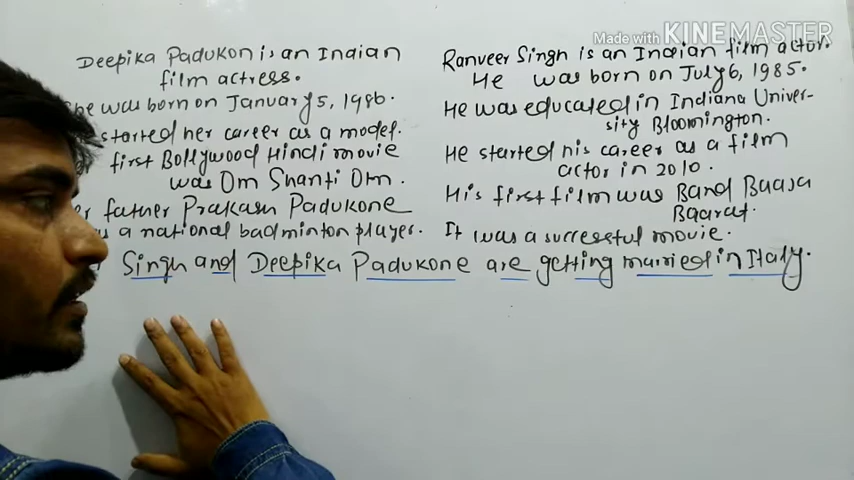 Made with KINEMASTER
Deepika Padukon is an Indian
film actress.
he was born on January 5, 1986.
started her career as a model.
first Bollywood Hindi movie
was Om Shanti Om.
er father Prakash Padukone
a national badminton player.
Ranveer Singh is an Indian film actor.
He was born on July 6, 1985.
He was educated in Indiana Univer-
sity Bloomington.
He started his career as a film
actor in 2010.
His first film was Band Baaja
Baarat.
It was a successful movie.
Singh and Deepika Padukone are getting married in Italy.